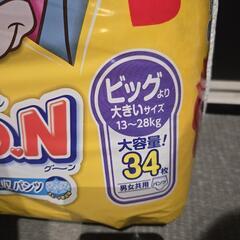 ビッグより
大きいサイズ
13~28kg
大容量!
34枚
男女共用 パンツ
.N
グ〜ーン
収パンツ